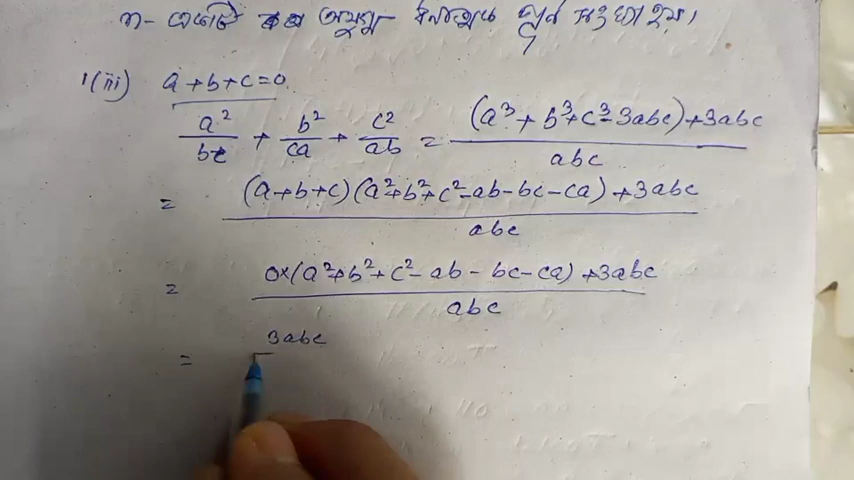 n-
1(iii) a+b+c=0
a²/bc + b²/ca + c²/ab = (a³+b³+c³-3abc)+3abc/abc
= (a+b+c)(a²+b²+c²-ab-bc-ca)+3abc/abc
= 0×(a²+b²+c²-ab-bc-ca)+3abc/abc
= 3abc